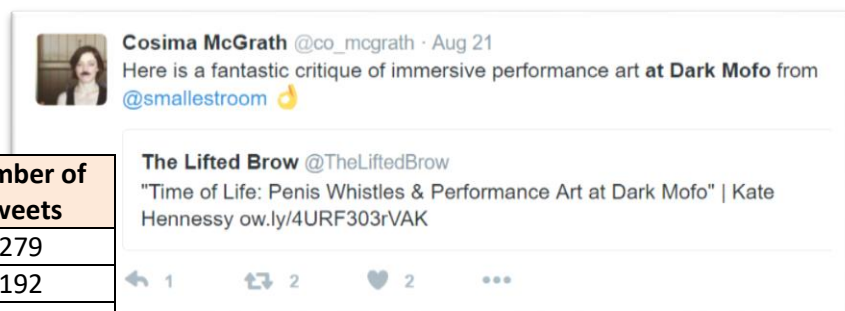 Cosima McGrath @co_mcgrath · Aug 21
Here is a fantastic critique of immersive performance art at Dark Mofo from
@smallestroom 👌
The Lifted Brow @TheLiftedBrow
"Time of Life: Penis Whistles & Performance Art at Dark Mofo" | Kate
Hennessy ow.ly/4URF303rVAK
1 2 2 •••
mber of
weets
279
192